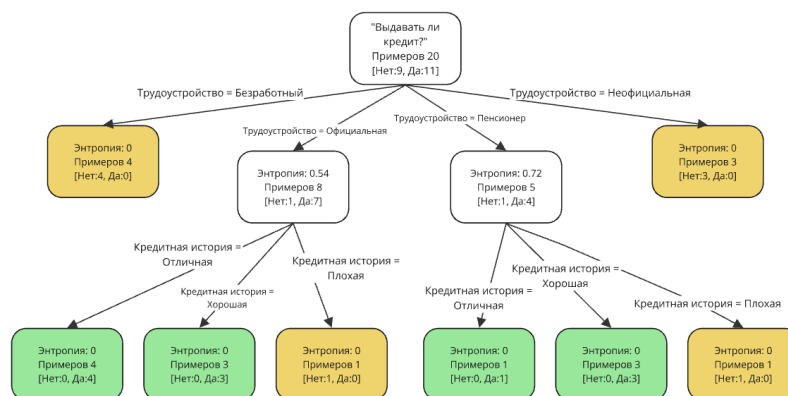 "Выдавать ли
кредит?"
Примеров 20
[Нет:9, Да:11]
Трудоустройство = Безработный
Трудоустройство = Официальная
Трудоустройство = Пенсионер
Трудоустройство = Неофициальная
Энтропия: 0
Примеров 4
[Нет:4, Да:0]
Энтропия: 0.54
Примеров 8
[Нет:1, Да:7]
Энтропия: 0.72
Примеров 5
[Нет:1, Да:4]
Энтропия: 0
Примеров 3
[Нет:3, Да:0]
Кредитная история =
Отличная
Кредитная история =
Хорошая
Кредитная история =
Плохая
Кредитная история =
Отличная
Кредитная история =
Хорошая
Кредитная история = Плохая
Энтропия: 0
Примеров 4
[Нет:0, Да:4]
Энтропия: 0
Примеров 3
[Нет:0, Да:3]
Энтропия: 0
Примеров 1
[Нет:1, Да:0]
Энтропия: 0
Примеров 1
[Нет:0, Да:1]
Энтропия: 0
Примеров 3
[Нет:0, Да:3]
Энтропия: 0
Примеров 1
[Нет:1, Да:0]